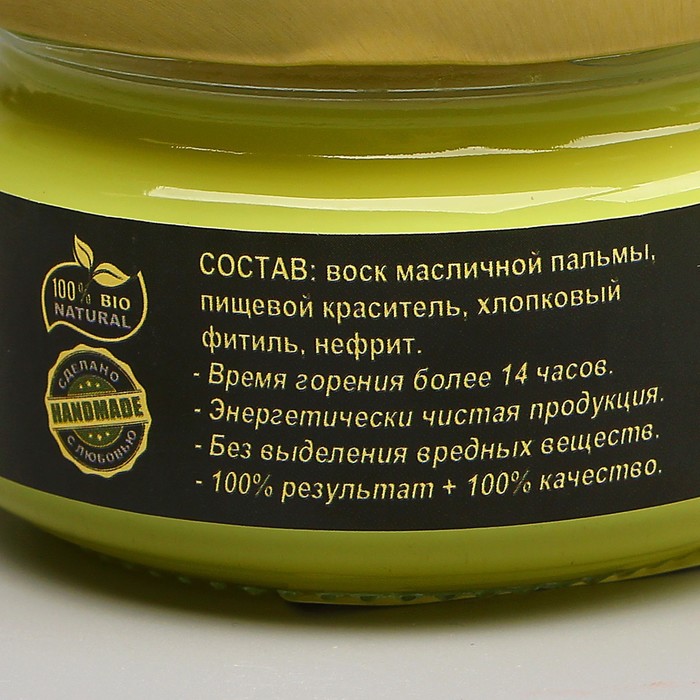 100% BIO
NATURAL
СДЕЛАНО
HANDMADE
С ЛЮБОВЬЮ
СОСТАВ: воск масличной пальмы,
пищевой краситель, хлопковый
фитиль, нефрит.
- Время горения более 14 часов.
- Энергетически чистая продукция.
- Без выделения вредных веществ.
- 100% результат + 100% качество.